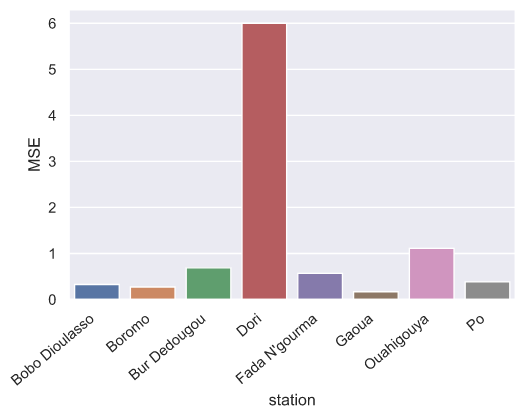 6
5
4
3
2
1
0
MSE
Bobo Dioulasso
Boromo
Bur Dedougou
Dori
Fada N'gourma
Gaoua
Ouahigouya
Po
station